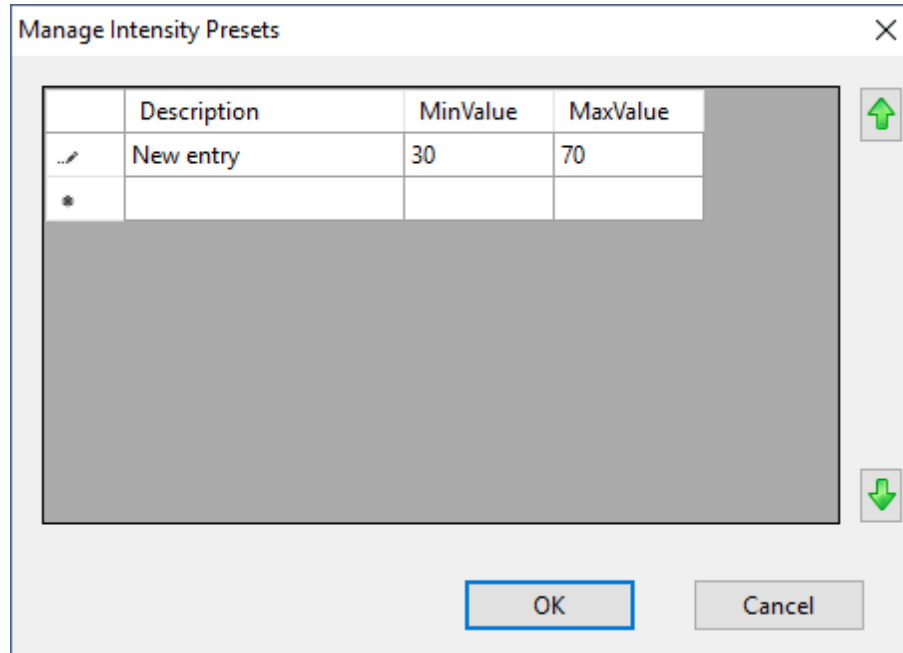 Manage Intensity Presets
Description MinValue MaxValue
New entry 30 70
OK Cancel